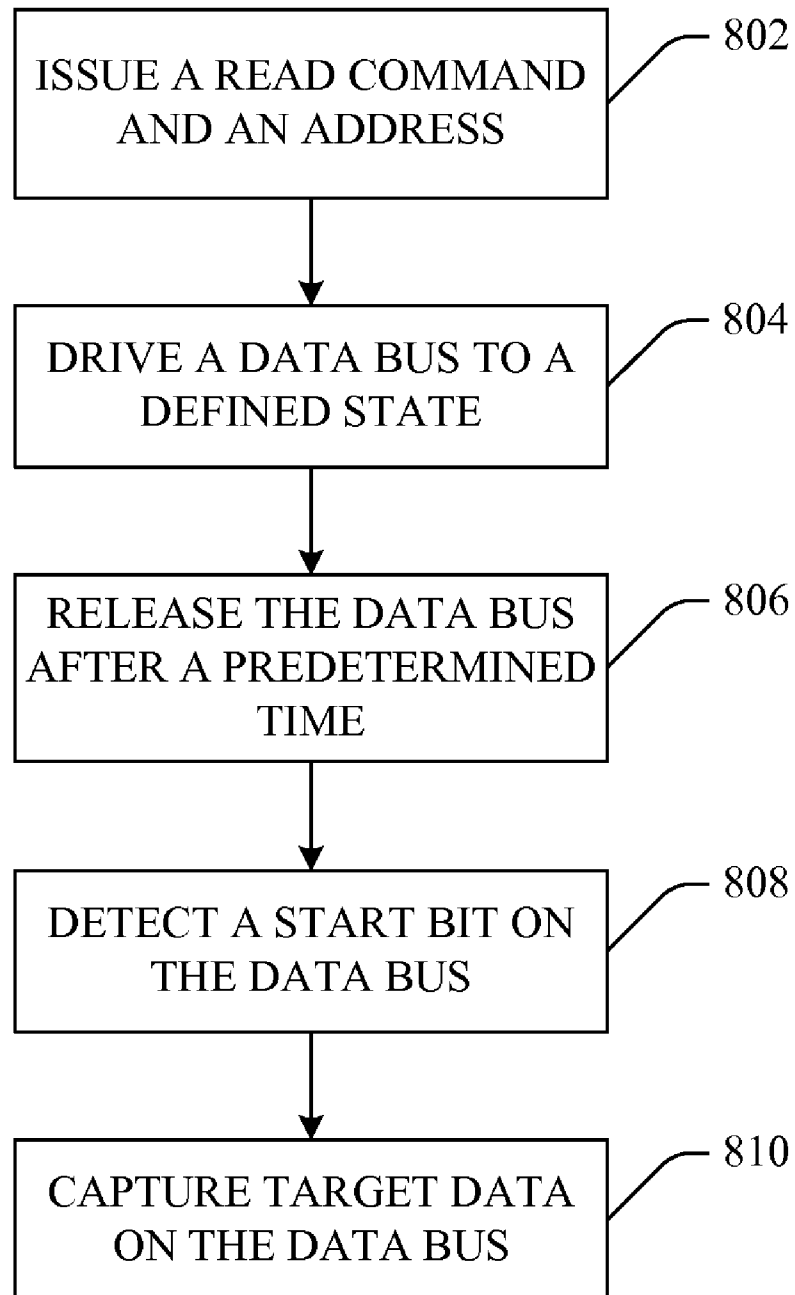 ISSUE A READ COMMAND
AND AN ADDRESS
802
DRIVE A DATA BUS TO A
DEFINED STATE
804
RELEASE THE DATA BUS
AFTER A PREDETERMINED
TIME
806
DETECT A START BIT ON
THE DATA BUS
808
CAPTURE TARGET DATA
ON THE DATA BUS
810